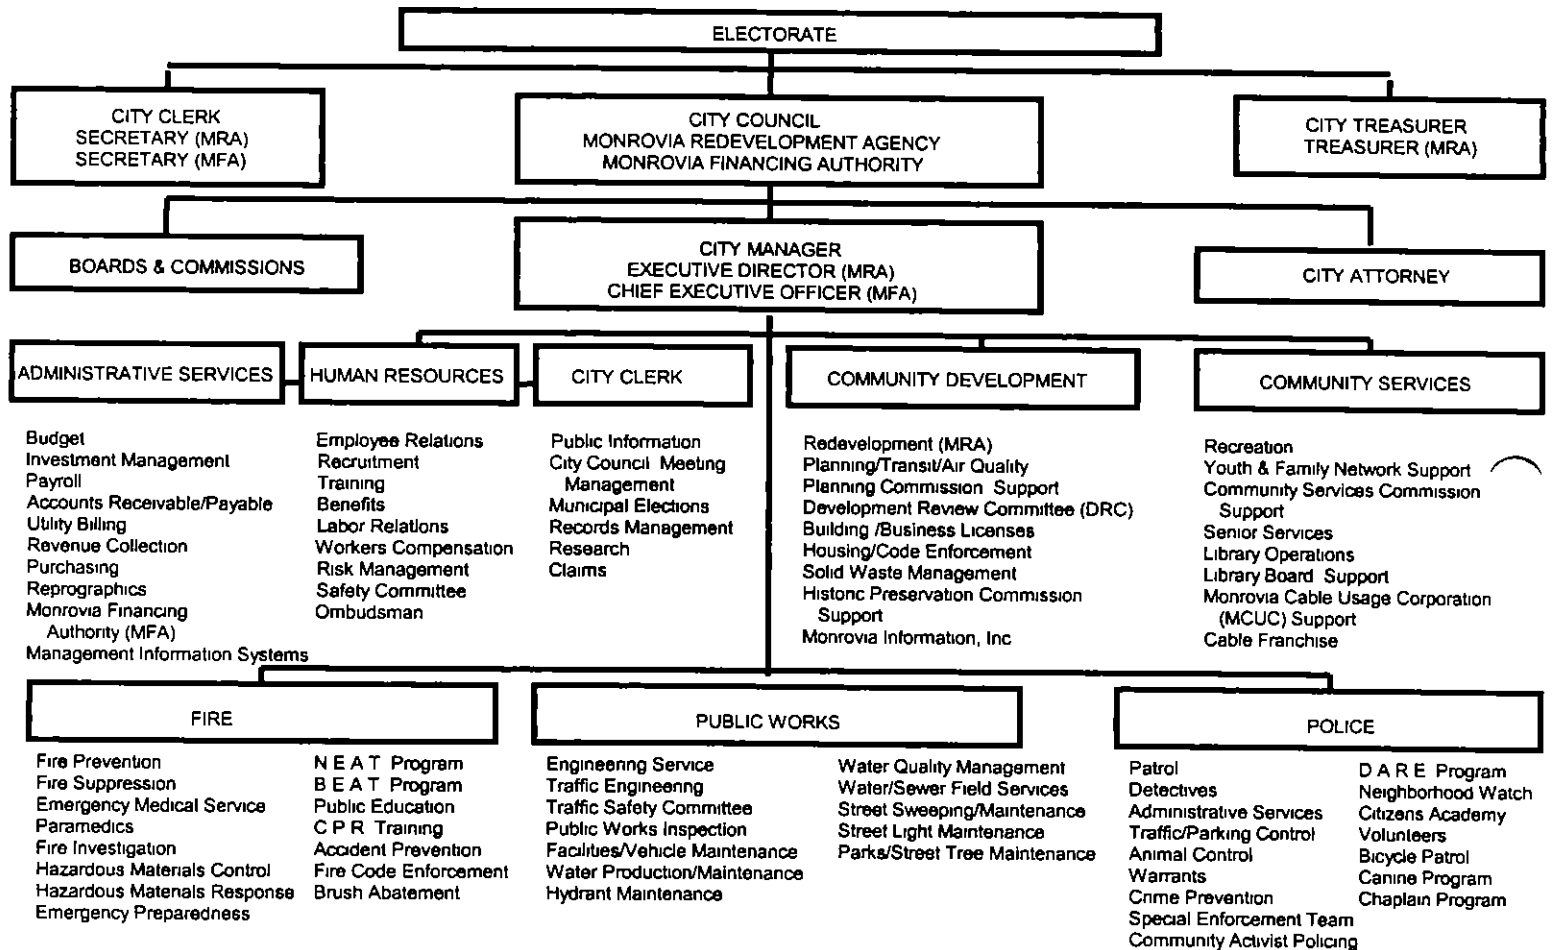 ELECTORATE
CITY CLERK
SECRETARY (MRA)
SECRETARY (MFA)
CITY COUNCIL
MONROVIA REDEVELOPMENT AGENCY
MONROVIA FINANCING AUTHORITY
CITY TREASURER
TREASURER (MRA)
BOARDS & COMMISSIONS
CITY MANAGER
EXECUTIVE DIRECTOR (MRA)
CHIEF EXECUTIVE OFFICER (MFA)
CITY ATTORNEY
ADMINISTRATIVE SERVICES
Budget
Investment Management
Payroll
Accounts Receivable/Payable
Utility Billing
Revenue Collection
Purchasing
Reprographics
Monrovia Financing
Authority (MFA)
Management Information Systems
HUMAN RESOURCES
Employee Relations
Recruitment
Training
Benefits
Labor Relations
Workers Compensation
Risk Management
Safety Committee
Ombudsman
CITY CLERK
Public Information
City Council Meeting
Management
Municipal Elections
Records Management
Research
Claims
COMMUNITY DEVELOPMENT
Redevelopment (MRA)
Planning/Transit/Air Quality
Planning Commission Support
Development Review Committee (DRC)
Building /Business Licenses
Housing/Code Enforcement
Solid Waste Management
Historic Preservation Commission
Support
Monrovia Information, Inc
COMMUNITY SERVICES
Recreation
Youth & Family Network Support
Community Services Commission
Support
Senior Services
Library Operations
Library Board Support
Monrovia Cable Usage Corporation
(MCUC) Support
Cable Franchise
FIRE
Fire Prevention
Fire Suppression
Emergency Medical Service
Paramedics
Fire Investigation
Hazardous Materials Control
Hazardous Materials Response
Emergency Preparedness
N E A T Program
B E A T Program
Public Education
C P R Training
Accident Prevention
Fire Code Enforcement
Brush Abatement
PUBLIC WORKS
Engineering Service
Traffic Engineering
Traffic Safety Committee
Public Works Inspection
Facilities/Vehicle Maintenance
Water Production/Maintenance
Hydrant Maintenance
Water Quality Management
Water/Sewer Field Services
Street Sweeping/Maintenance
Street Light Maintenance
Parks/Street Tree Maintenance
POLICE
Patrol
Detectives
Administrative Services
Traffic/Parking Control
Animal Control
Warrants
Crime Prevention
Special Enforcement Team
Community Activist Policing
D A R E Program
Neighborhood Watch
Citizens Academy
Volunteers
Bicycle Patrol
Canine Program
Chaplain Program